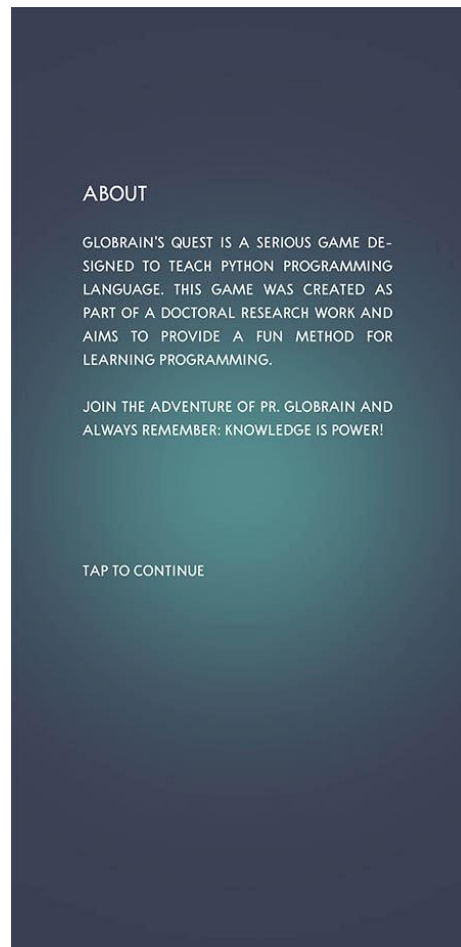 ABOUT
GLOBRAIN'S QUEST IS A SERIOUS GAME DE-
SIGNED TO TEACH PYTHON PROGRAMMING
LANGUAGE. THIS GAME WAS CREATED AS
PART OF A DOCTORAL RESEARCH WORK AND
AIMS TO PROVIDE A FUN METHOD FOR
LEARNING PROGRAMMING.
JOIN THE ADVENTURE OF PR. GLOBRAIN AND
ALWAYS REMEMBER: KNOWLEDGE IS POWER!
TAP TO CONTINUE